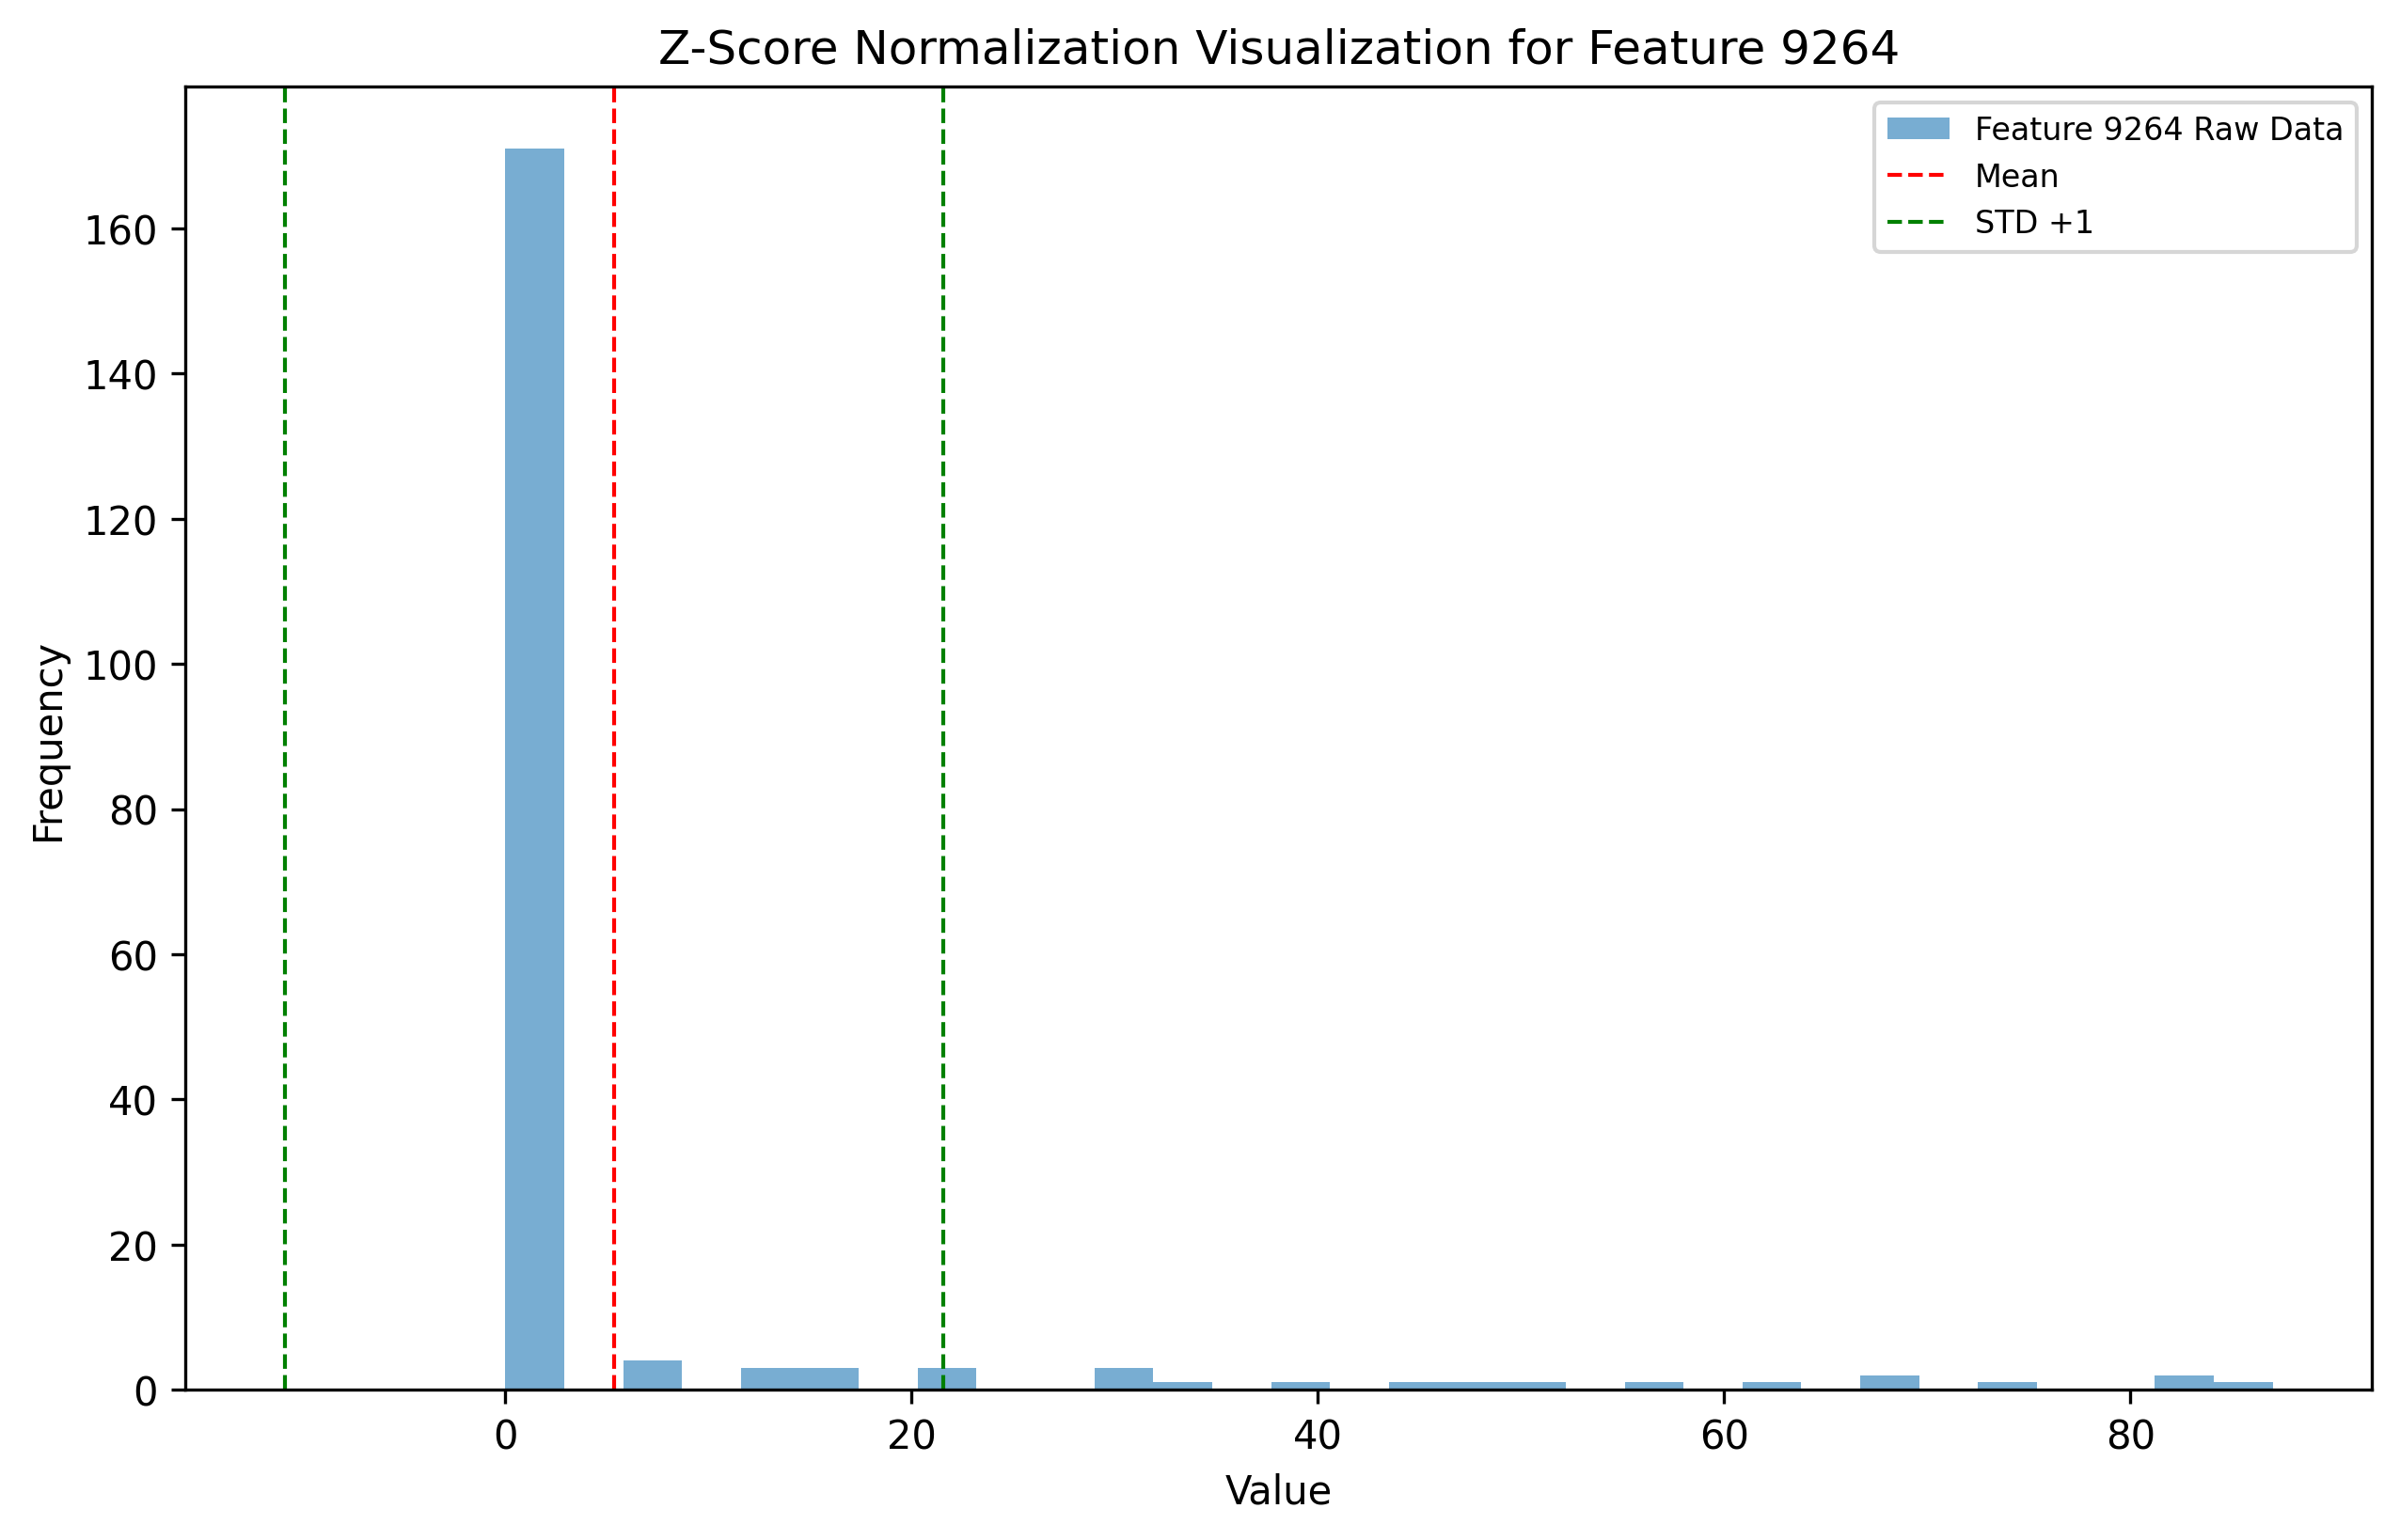 Z-Score Normalization Visualization for Feature 9264
Feature 9264 Raw Data
Mean
STD +1
160
140
120
100
80
60
40
20
0
Frequency
0 20 40 60 80
Value